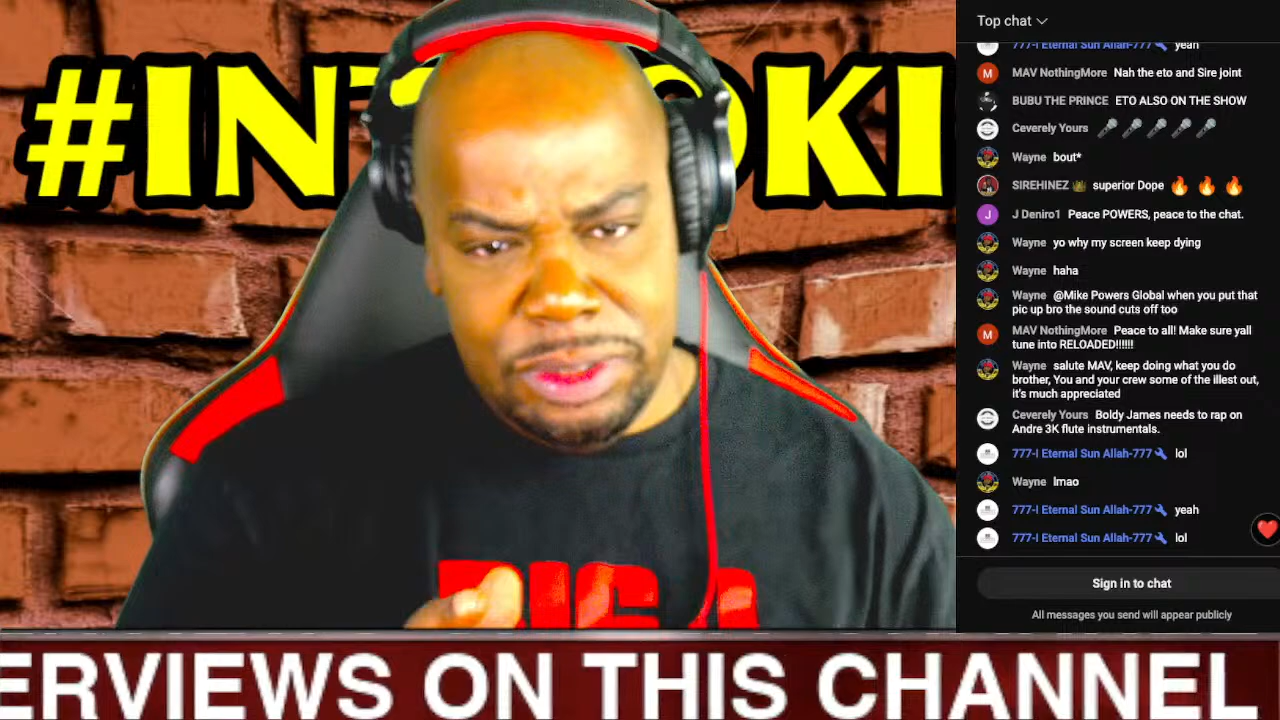 #IN OKI
Top chat
777-I Eternal Sun Allah-777 yeah
MAV NothingMore Nah the eto and Sire joint
BUBU THE PRINCE ETO ALSO ON THE SHOW
Ceverely Yours 🎤🎤🎤🎤🎤
Wayne bout*
SIREHINEZ superior Dope 🔥🔥🔥
J
J Deniro1 Peace POWERS, peace to the chat.
Wayne yo why my screen keep dying
Wayne haha
Wayne @Mike Powers Global when you put that
pic up bro the sound cuts off too
M
MAV NothingMore Peace to all! Make sure yall
tune into RELOADED!!!!!!
Wayne salute MAV, keep doing what you do
brother, You and your crew some of the illest out,
it's much appreciated
Ceverely Yours Boldy James needs to rap on
Andre 3K flute instrumentals.
777-I Eternal Sun Allah-777 lol
Wayne lmao
777-I Eternal Sun Allah-777 yeah
777-I Eternal Sun Allah-777 lol
Sign in to chat
All messages you send will appear publicly
ERVIEWS ON THIS CHANNEL